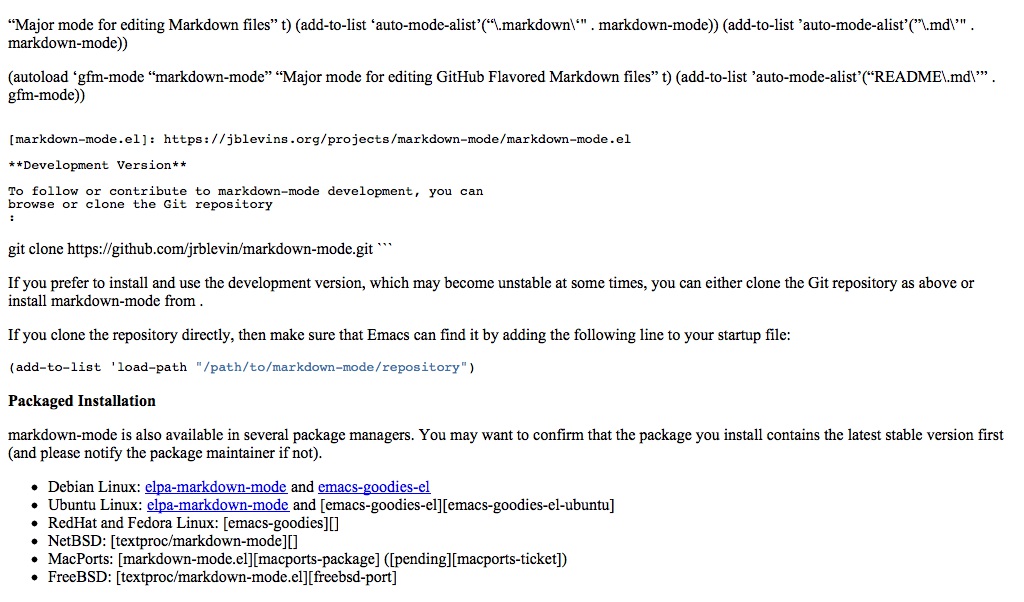 “Major mode for editing Markdown files” t) (add-to-list ‘auto-mode-alist’(“\.markdown\‘" . markdown-mode)) (add-to-list ’auto-mode-alist’(”\.md\’" .
markdown-mode))
(autoload ‘gfm-mode “markdown-mode” “Major mode for editing GitHub Flavored Markdown files” t) (add-to-list ’auto-mode-alist’(“README\.md\’” .
gfm-mode))
[markdown-mode.el]: https://jblevins.org/projects/markdown-mode/markdown-mode.el
**Development Version**
To follow or contribute to markdown-mode development, you can
browse or clone the Git repository
:
git clone https://github.com/jrblevin/markdown-mode.git ```
If you prefer to install and use the development version, which may become unstable at some times, you can either clone the Git repository as above or
install markdown-mode from .
If you clone the repository directly, then make sure that Emacs can find it by adding the following line to your startup file:
(add-to-list 'load-path "/path/to/markdown-mode/repository")
Packaged Installation
markdown-mode is also available in several package managers. You may want to confirm that the package you install contains the latest stable version first
(and please notify the package maintainer if not).
• Debian Linux: elpa-markdown-mode and emacs-goodies-el
• Ubuntu Linux: elpa-markdown-mode and [emacs-goodies-el][emacs-goodies-el-ubuntu]
• RedHat and Fedora Linux: [emacs-goodies][]
• NetBSD: [textproc/markdown-mode][]
• MacPorts: [markdown-mode.el][macports-package] ([pending][macports-ticket])
• FreeBSD: [textproc/markdown-mode.el][freebsd-port]